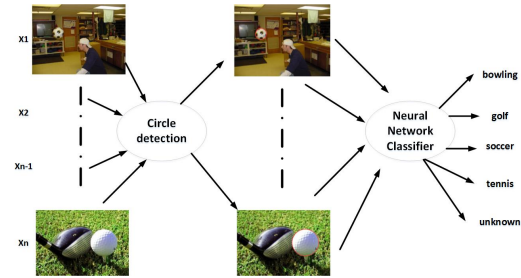 X1
X2
Xn-1
Xn
Circle
detection
Neural
Network
Classifier
bowling
golf
soccer
tennis
unknown